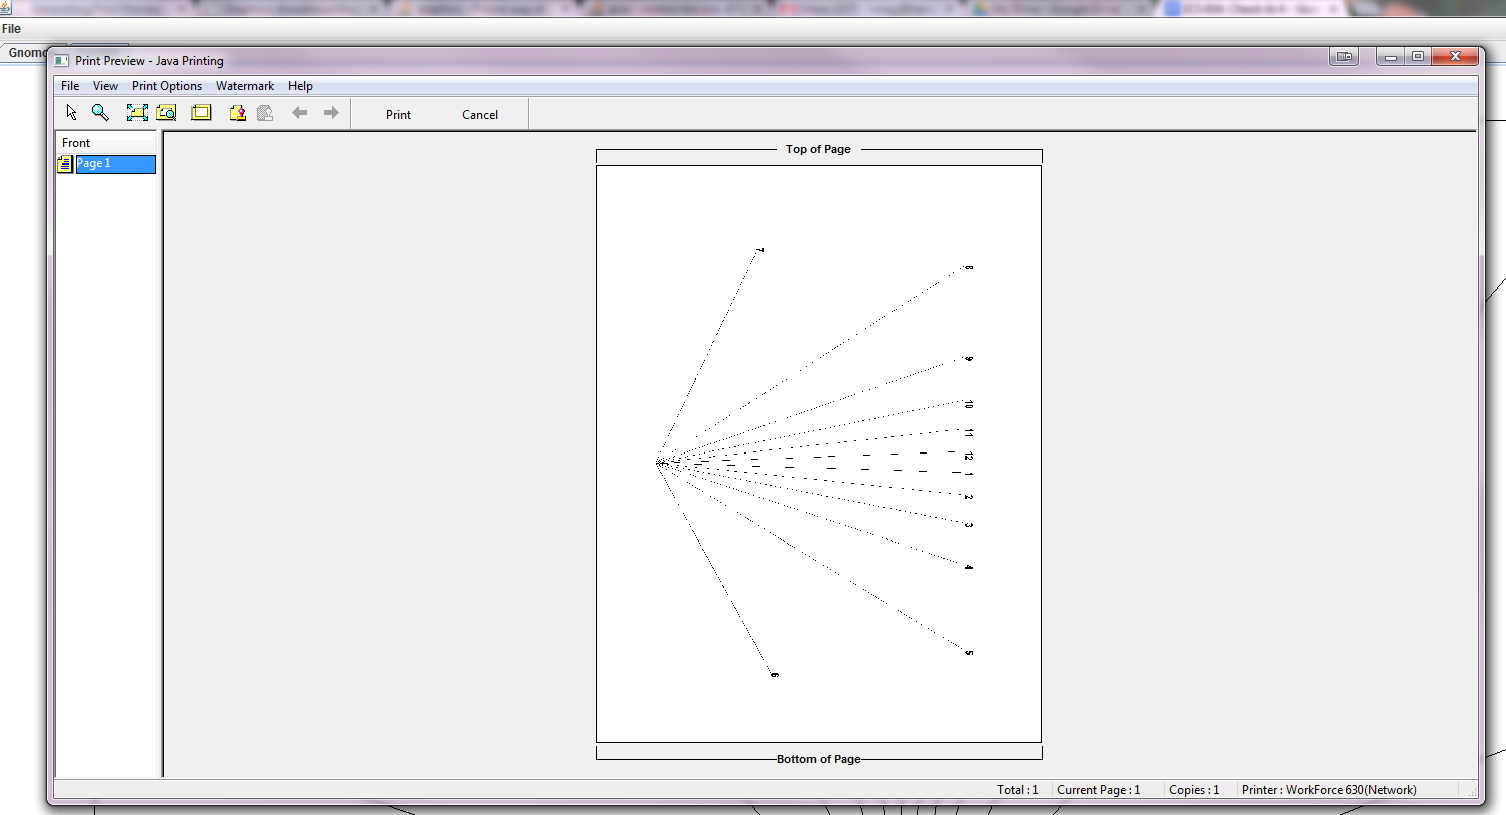 File
Print Preview - Java Printing
File View Print Options Watermark Help
Print Cancel
Front
Page 1
Top of Page
7
8
9
10
11
12
1
2
3
4
5
6
Bottom of Page
Total : 1 Current Page : 1 Copies : 1 Printer : WorkForce 630(Network)